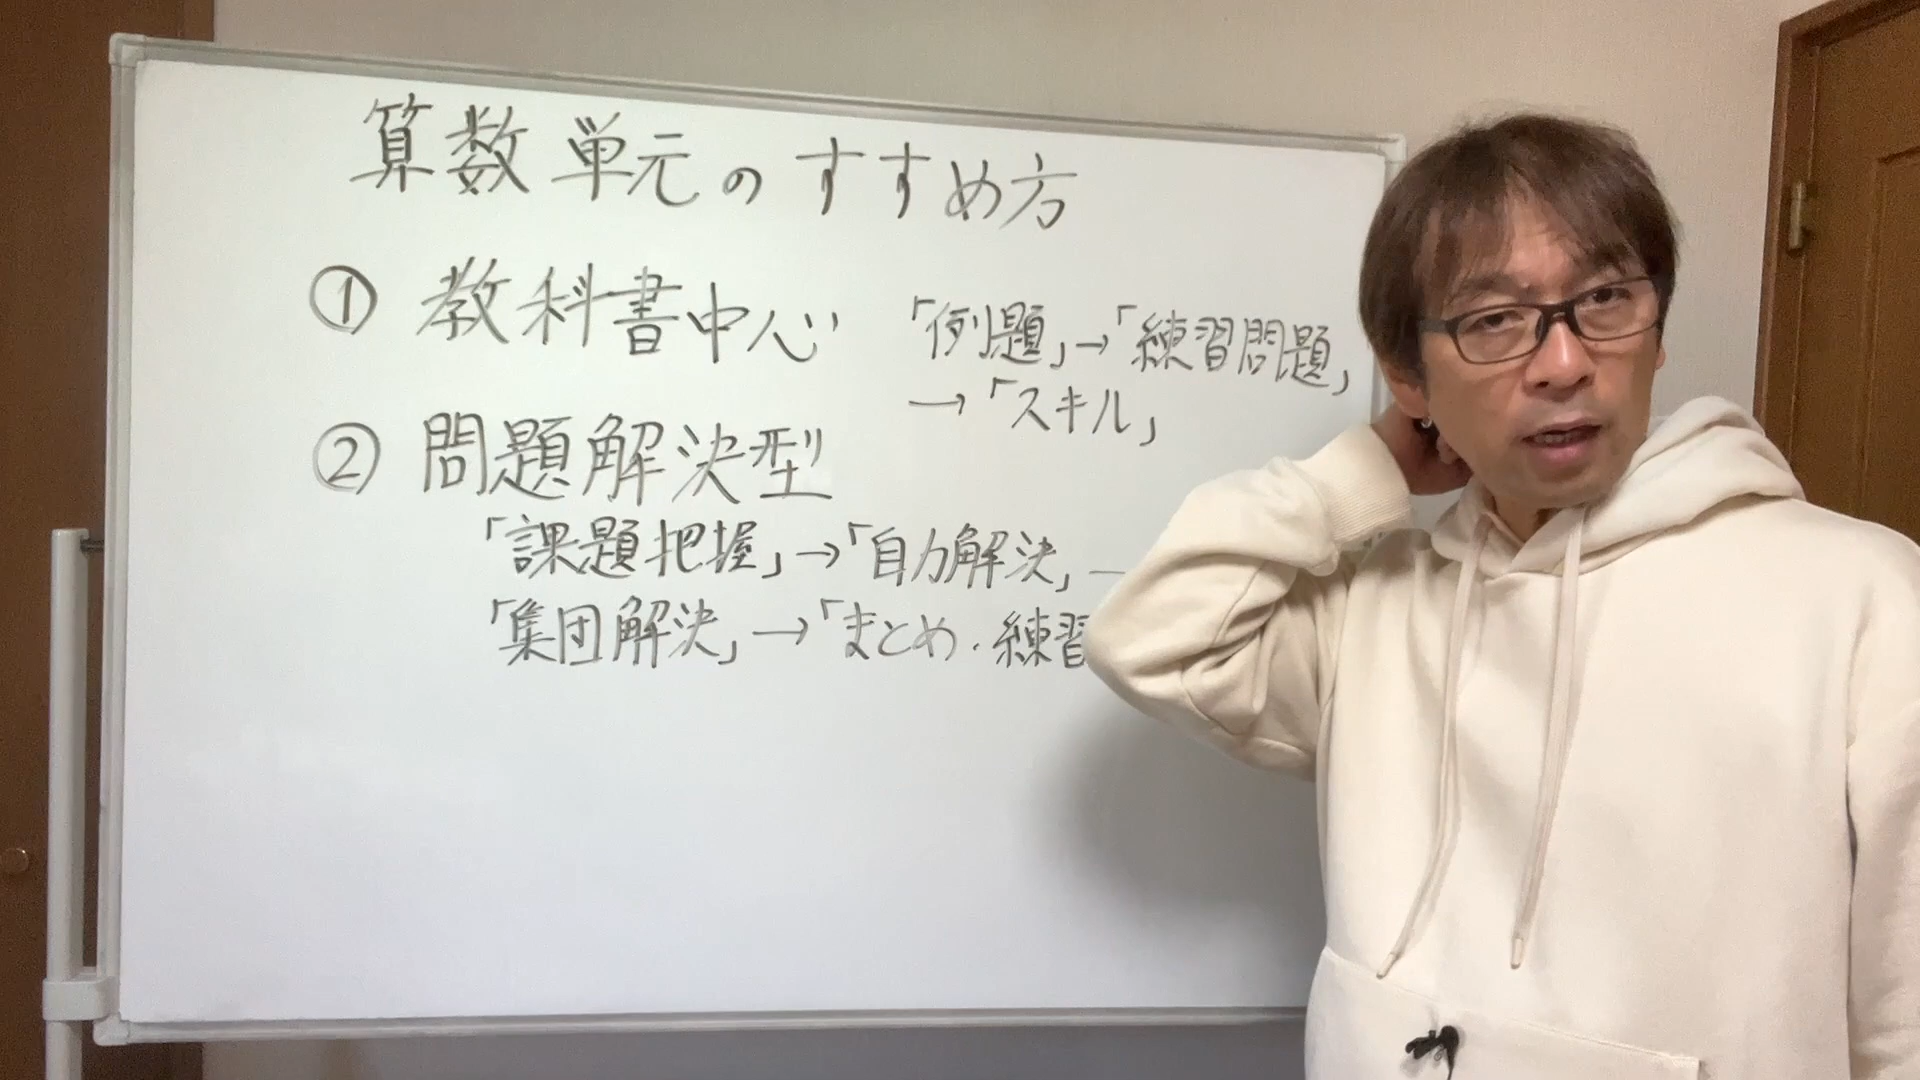 算数単元のすすめ方
① 教科書中心 「例題」→「練習問題」
→「スキル」
② 問題解決型
「課題把握」→「自力解決」―
「集団解決」→「まとめ・練習